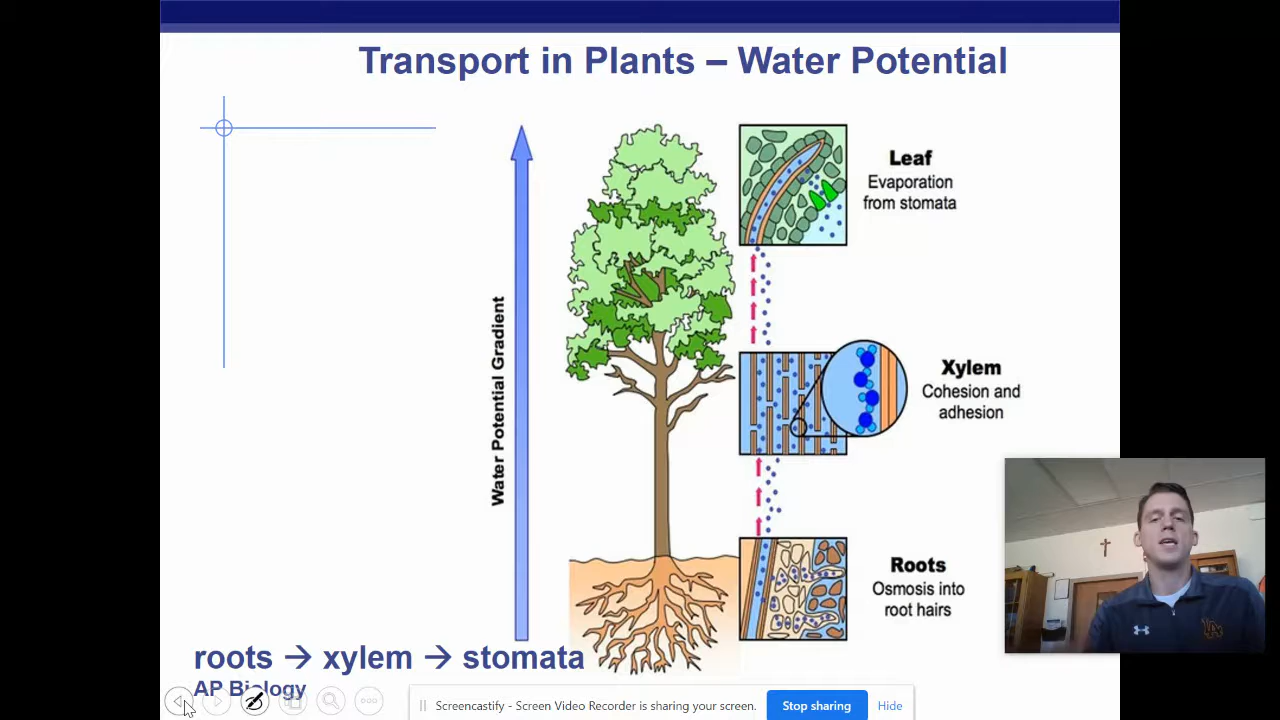 Transport in Plants – Water Potential
Leaf
Evaporation
from stomata
Water Potential Gradient
Xylem
Cohesion and
adhesion
Roots
Osmosis into
root hairs
roots → xylem → stomata
AP Biology
Screencastify - Screen Video Recorder is sharing your screen.
Stop sharing
Hide